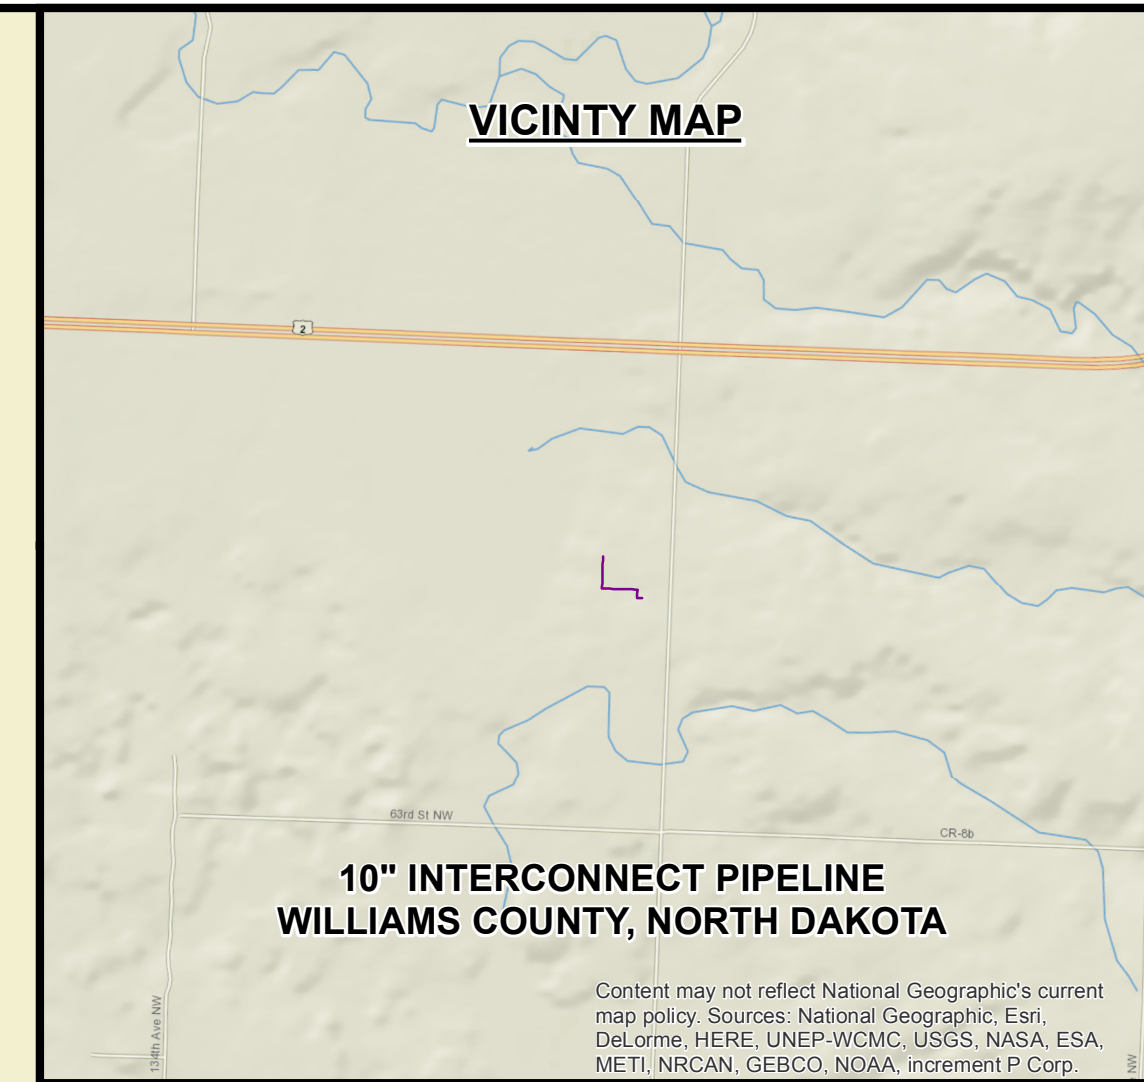 VICINTY MAP
2
63rd St NW
CR-8b
10" INTERCONNECT PIPELINE
WILLIAMS COUNTY, NORTH DAKOTA
134th Ave NW
Content may not reflect National Geographic's current
map policy. Sources: National Geographic, Esri,
DeLorme, HERE, UNEP-WCMC, USGS, NASA, ESA,
METI, NRCAN, GEBCO, NOAA, increment P Corp.
NW